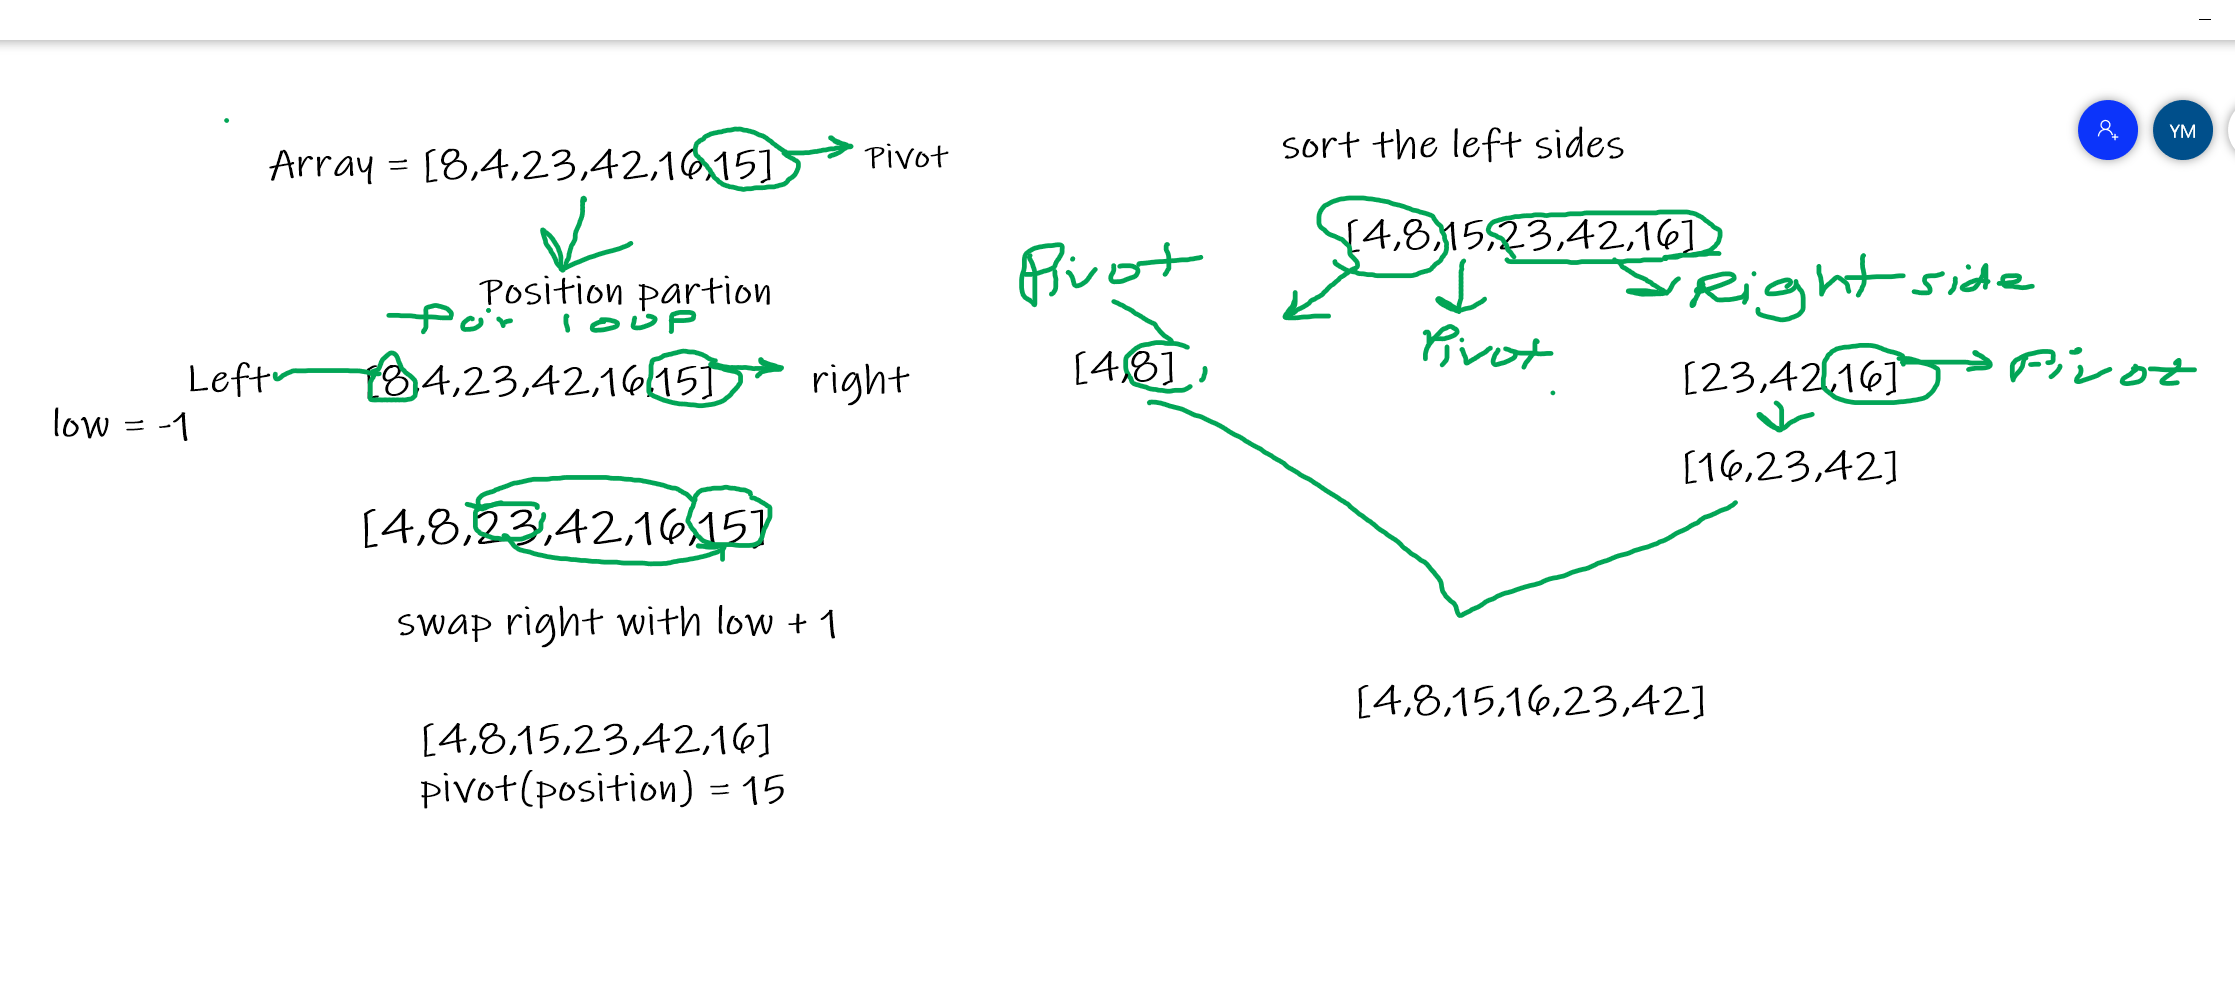 YM
Array = [8,4,23,42,16,15]
Pivot
Position partion
For loup
Left
[8,4,23,42,16,15]
right
low = -1
[4,8,23,42,16,15]
swap right with low + 1
[4,8,15,23,42,16]
pivot(position) = 15
sort the left sides
[4,8,15,23,42,16]
Pivot
Right side
Pivot
[4,8],
[23,42,16]
Pivot
[16,23,42]
[4,8,15,16,23,42]